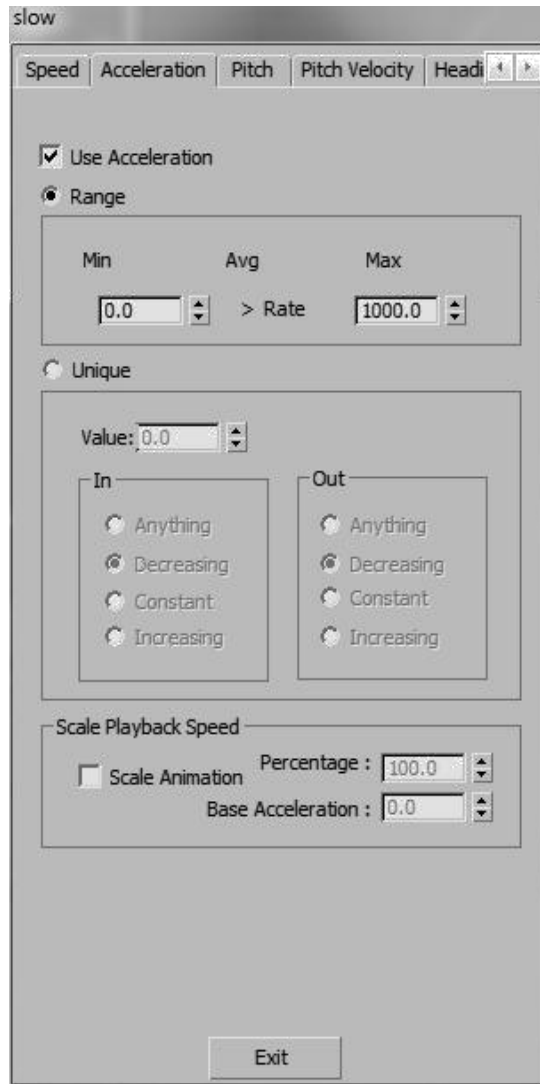 slow
Speed Acceleration Pitch Pitch Velocity Headi
Use Acceleration
Range
Min Avg Max
0.0 > Rate 1000.0
Unique
Value: 0.0
In Out
Anything Anything
Decreasing Decreasing
Constant Constant
Increasing Increasing
Scale Playback Speed
Scale Animation Percentage : 100.0
Base Acceleration : 0.0
Exit